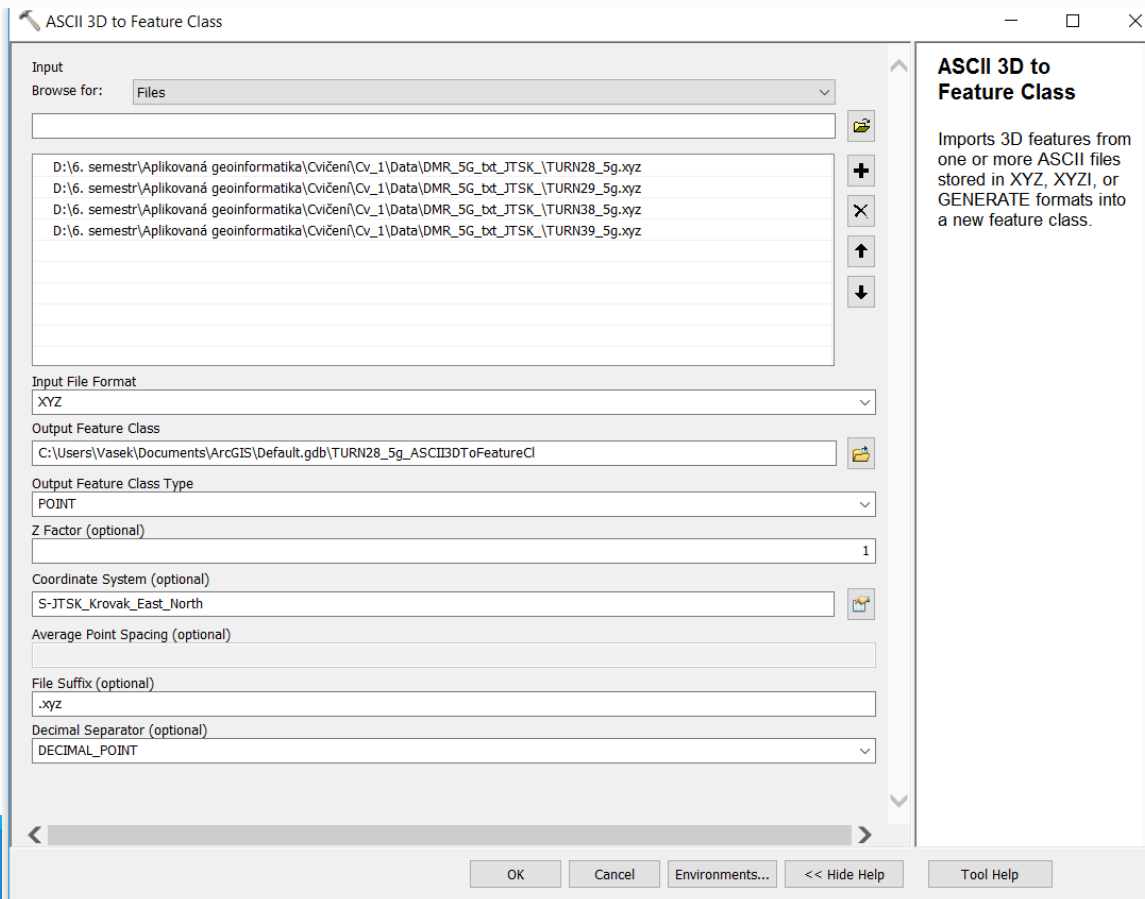 ASCII 3D to Feature Class
Input
Browse for:
Files
D:\6. semestr\Aplikovaná geoinformatika\Cvičení\Cv_1\Data\DMR_5G_txt_JTSK_\TURN28_5g.xyz
D:\6. semestr\Aplikovaná geoinformatika\Cvičení\Cv_1\Data\DMR_5G_txt_JTSK_\TURN29_5g.xyz
D:\6. semestr\Aplikovaná geoinformatika\Cvičení\Cv_1\Data\DMR_5G_txt_JTSK_\TURN38_5g.xyz
D:\6. semestr\Aplikovaná geoinformatika\Cvičení\Cv_1\Data\DMR_5G_txt_JTSK_\TURN39_5g.xyz
Input File Format
XYZ
Output Feature Class
C:\Users\Vasek\Documents\ArcGIS\Default.gdb\TURN28_5g_ASCII3DToFeatureCl
Output Feature Class Type
POINT
Z Factor (optional)
1
Coordinate System (optional)
S-JTSK_Krovak_East_North
Average Point Spacing (optional)
File Suffix (optional)
.xyz
Decimal Separator (optional)
DECIMAL_POINT
OK
Cancel
Environments...
<< Hide Help
Tool Help
ASCII 3D to
Feature Class
Imports 3D features from
one or more ASCII files
stored in XYZ, XYZI, or
GENERATE formats into
a new feature class.